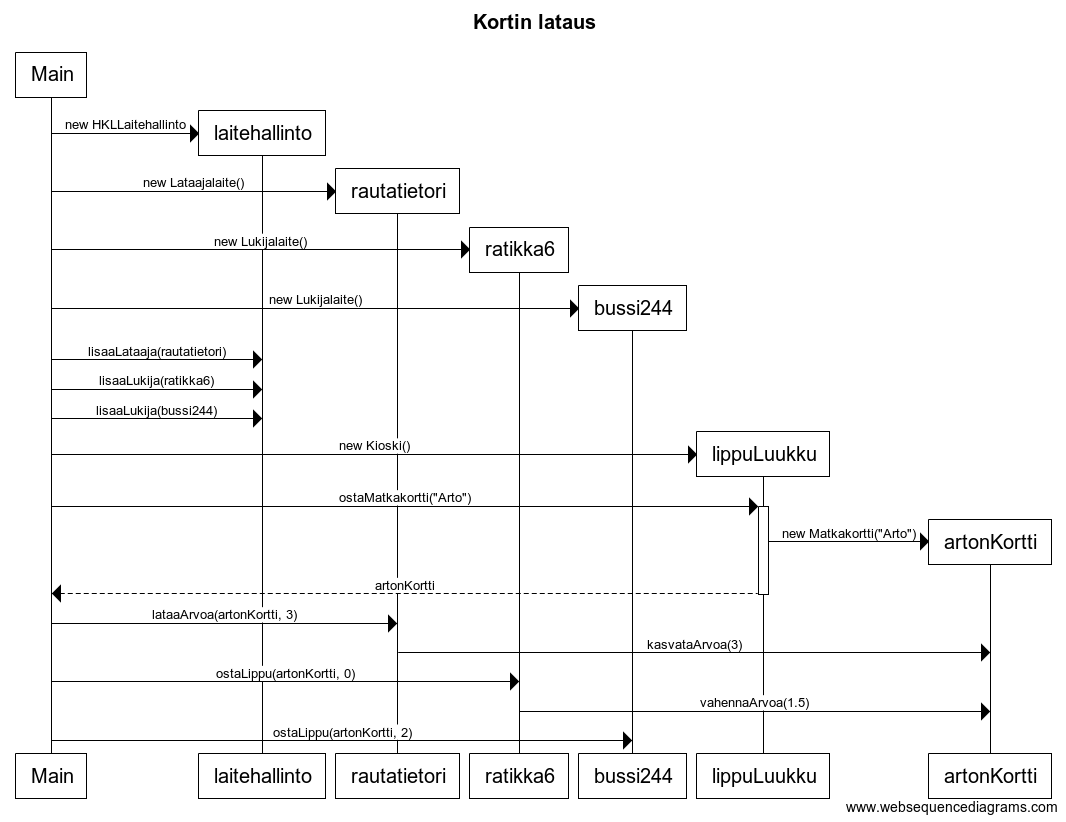 Kortin lataus
Main
new HKLLaitehallinto
laitehallinto
new Lataajalaite()
rautatietori
new Lukijalaite()
ratikka6
new Lukijalaite()
bussi244
lisaaLataaja(rautatietori)
lisaaLukija(ratikka6)
lisaaLukija(bussi244)
new Kioski()
lippuLuukku
ostaMatkakortti("Arto")
new Matkakortti("Arto")
artonKortti
artonKortti
lataaArvoa(artonKortti, 3)
kasvataArvoa(3)
ostaLippu(artonKortti, 0)
vahennaArvoa(1.5)
ostaLippu(artonKortti, 2)
Main
laitehallinto
rautatietori
ratikka6
bussi244
lippuLuukku
artonKortti
www.websequencediagrams.com